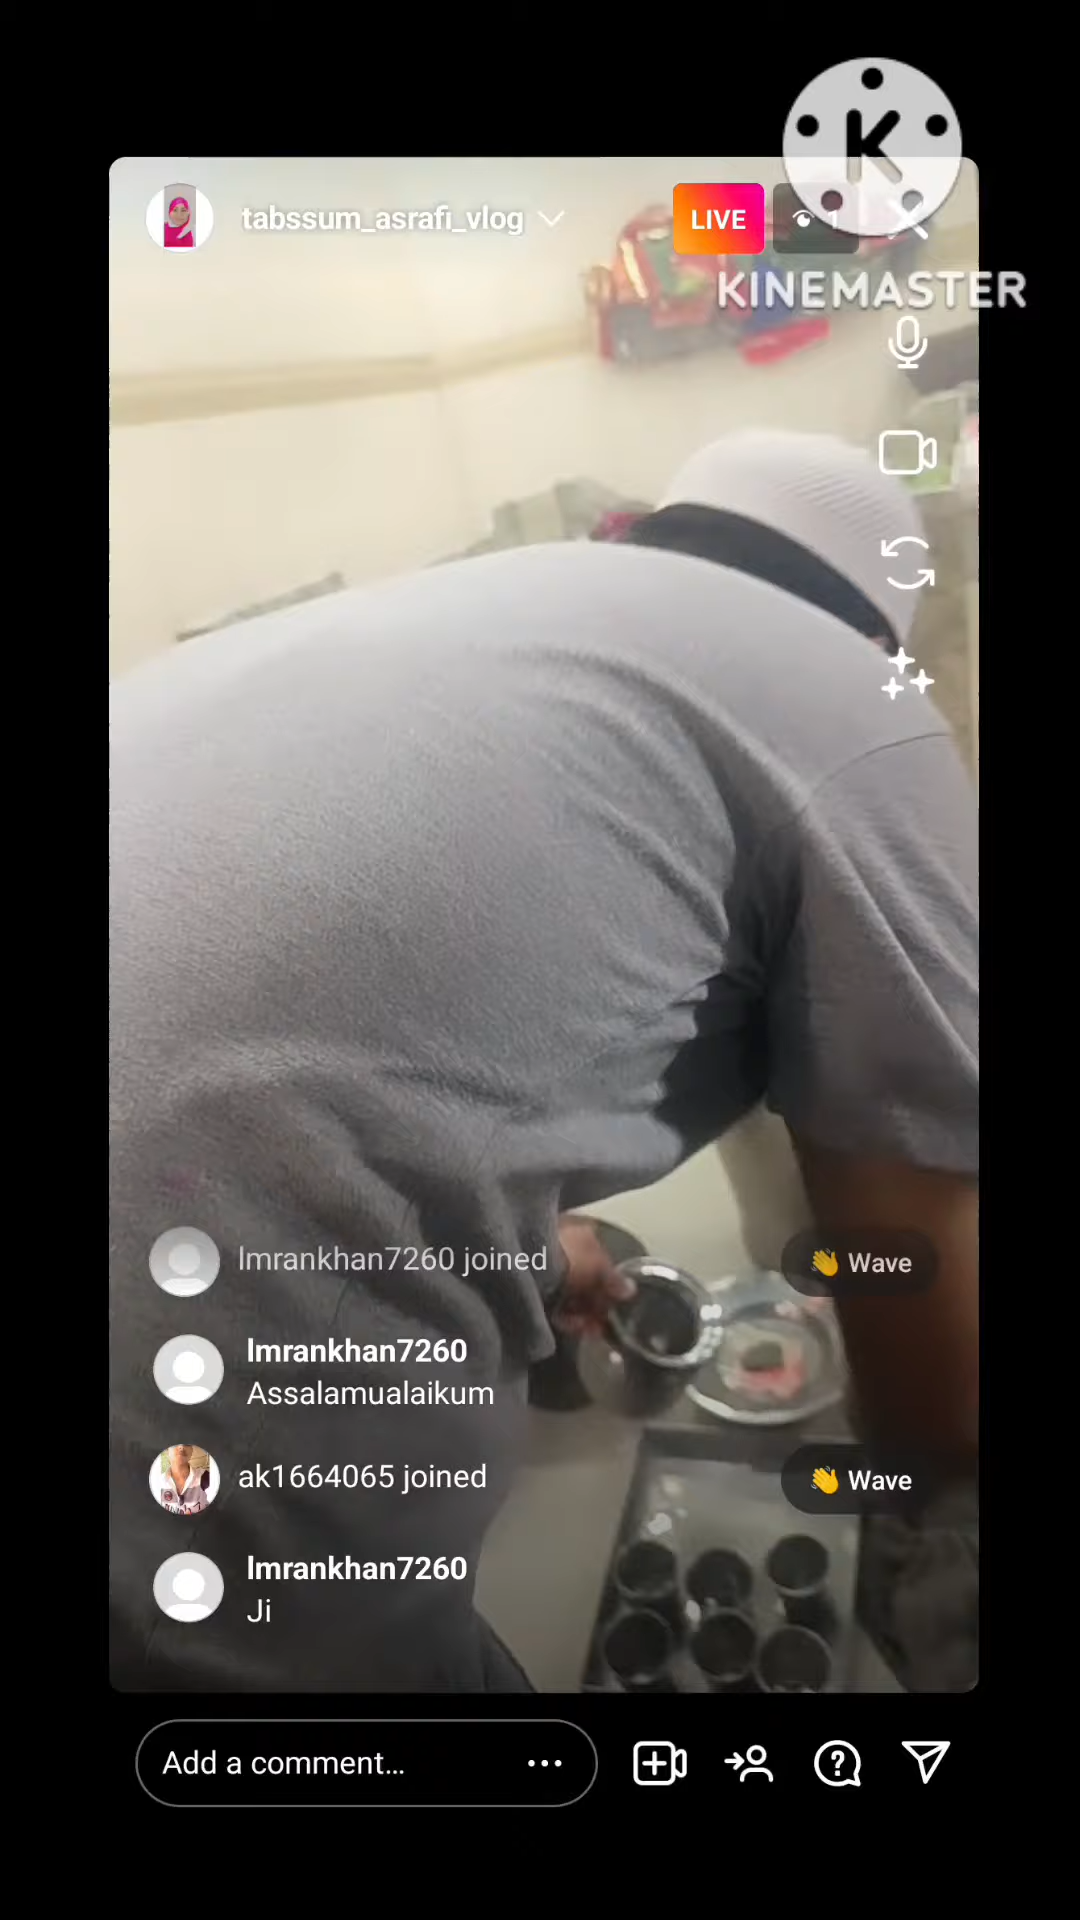 tabssum_asrafi_vlog
LIVE
K
KINEMASTER
Imrankhan7260 joined
👋 Wave
Imrankhan7260
Assalamualaikum
ak1664065 joined
👋 Wave
Imrankhan7260
Ji
Add a comment...